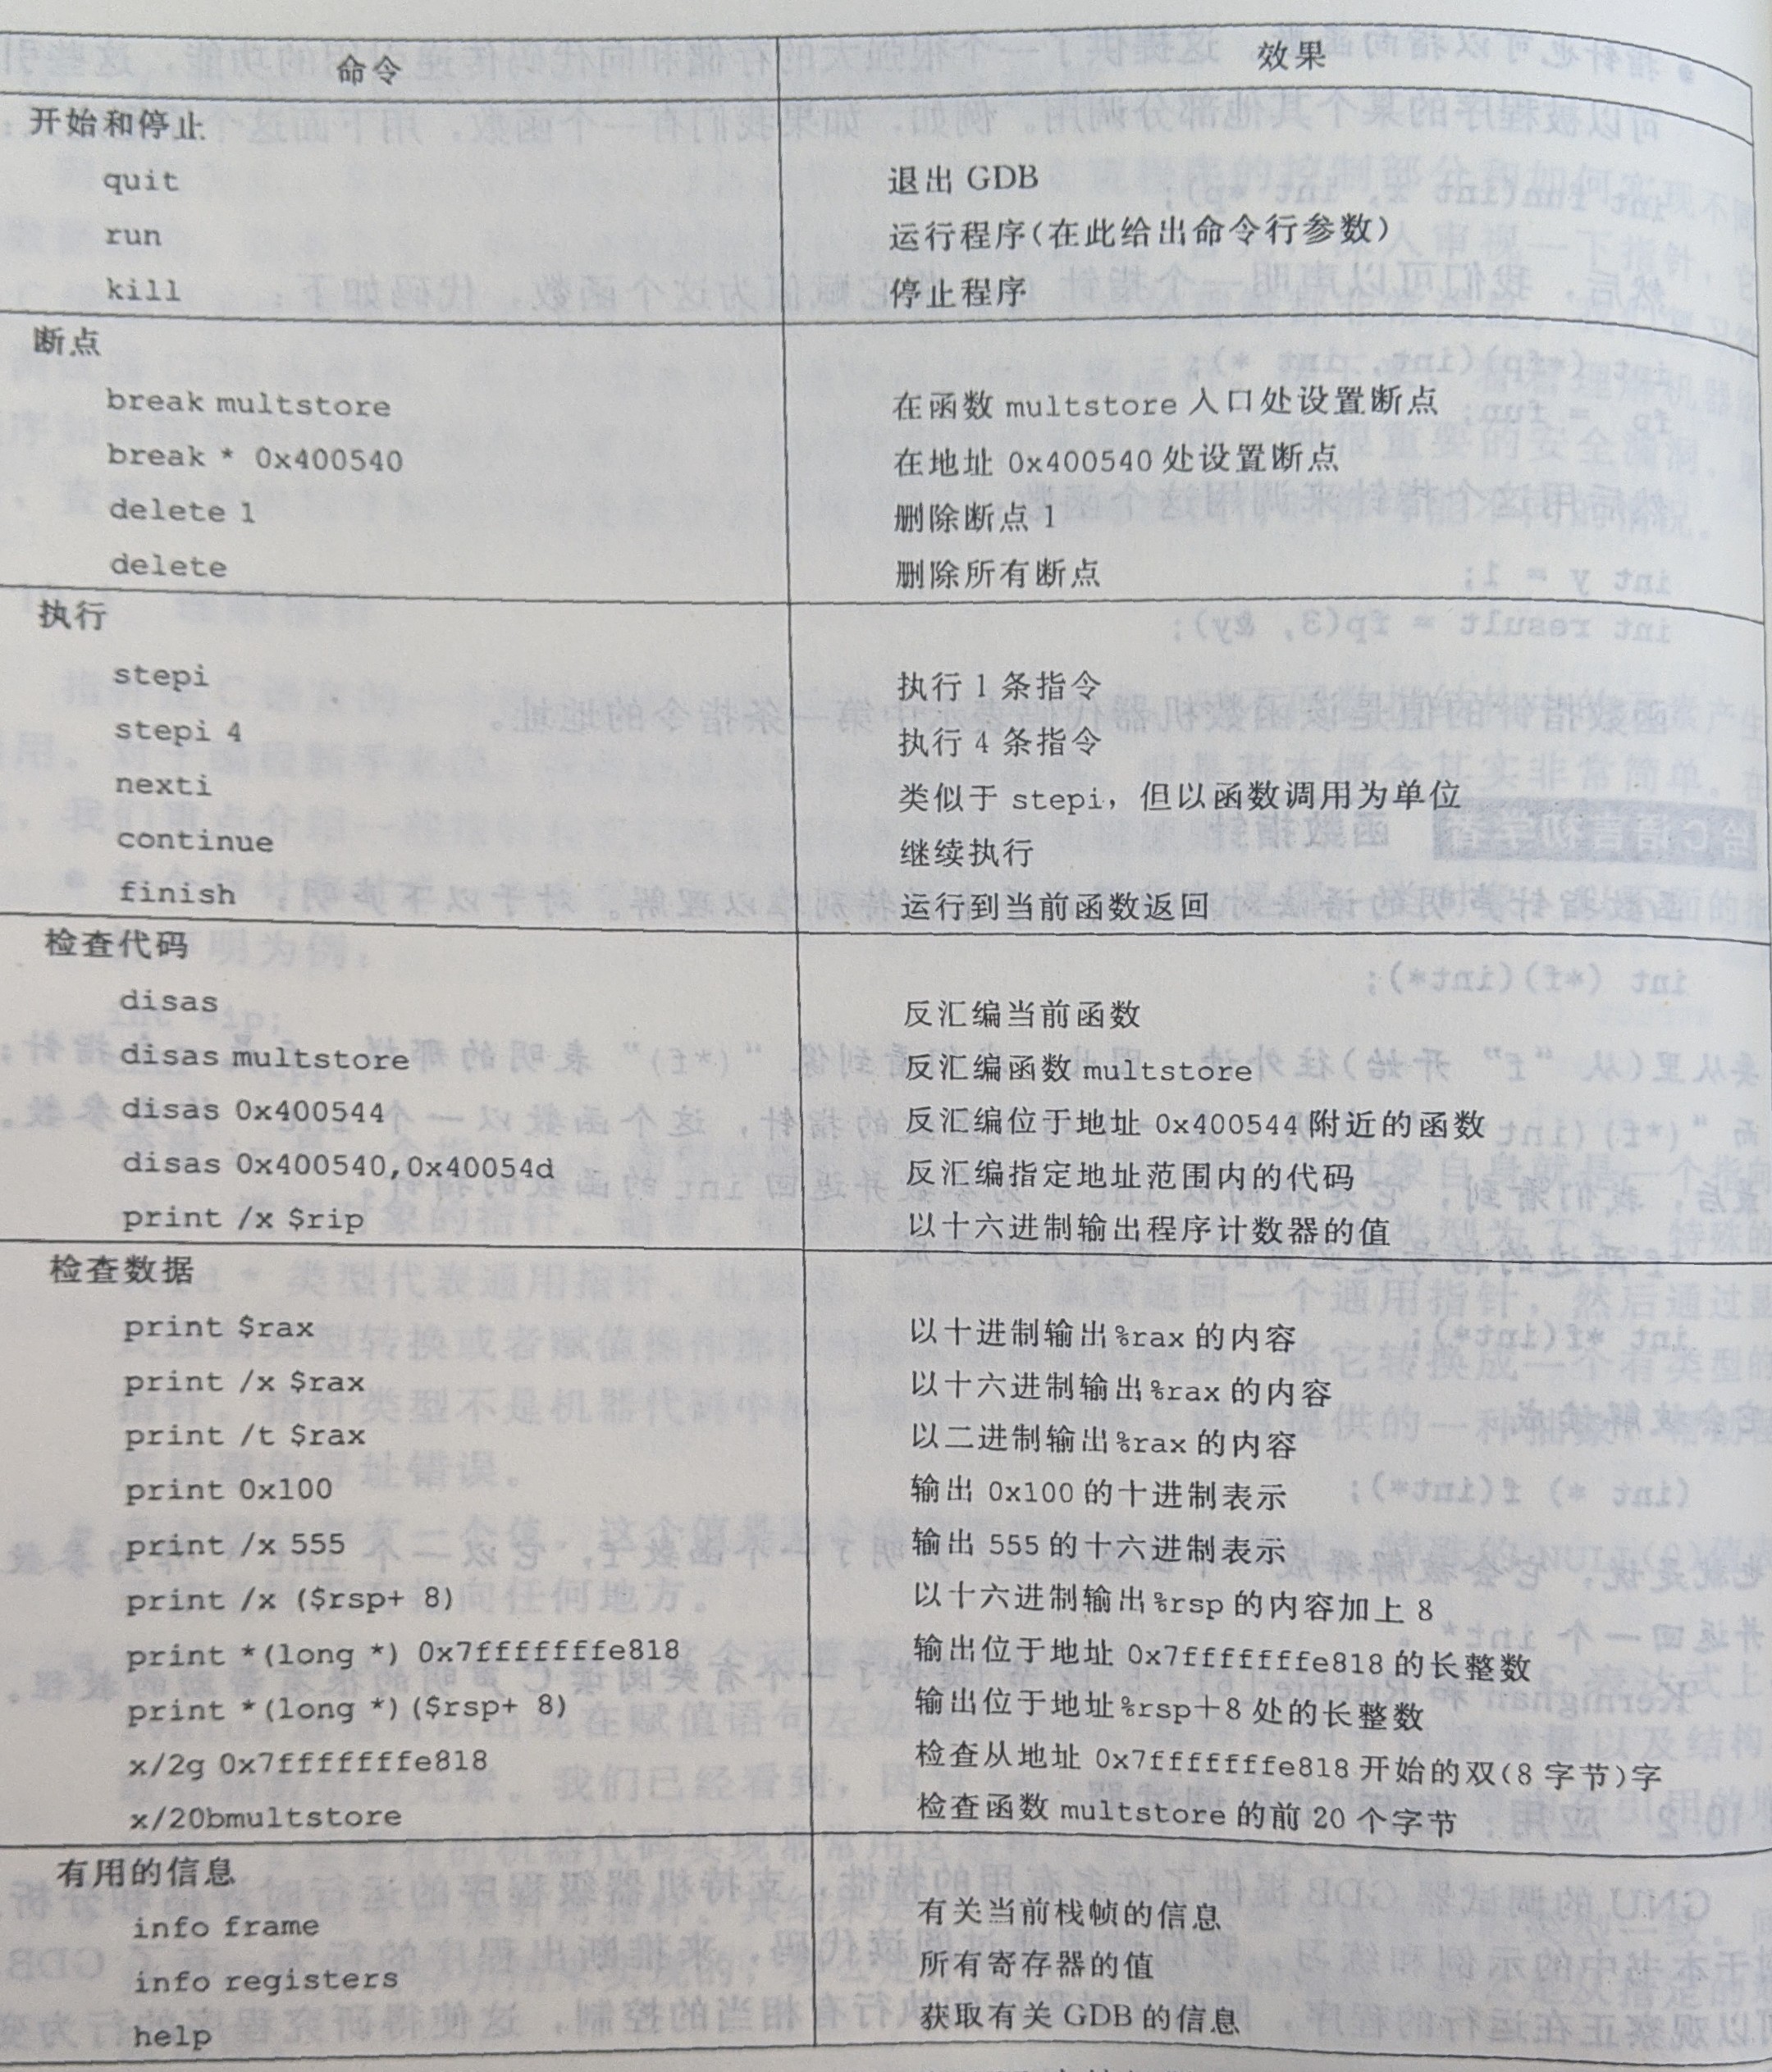 命令 效果
开始和停止
quit 退出 GDB
run 运行程序(在此给出命令行参数)
kill 停止程序
断点
break multstore 在函数 multstore 入口处设置断点
break * 0x400540 在地址 0x400540 处设置断点
delete 1 删除断点 1
delete 删除所有断点
执行
stepi 执行 1 条指令
stepi 4 执行 4 条指令
nexti 类似于 stepi，但以函数调用为单位
continue 继续执行
finish 运行到当前函数返回
检查代码
disas 反汇编当前函数
disas multstore 反汇编函数 multstore
disas 0x400544 反汇编位于地址 0x400544 附近的函数
disas 0x400540,0x40054d 反汇编指定地址范围内的代码
print /x $rip 以十六进制输出程序计数器的值
检查数据
print $rax 以十进制输出%rax 的内容
print /x $rax 以十六进制输出%rax 的内容
print /t $rax 以二进制输出%rax 的内容
print 0x100 输出 0x100 的十进制表示
print /x 555 输出 555 的十六进制表示
print /x ($rsp+ 8) 以十六进制输出%rsp 的内容加上 8
print *(long *) 0x7fffffffe818 输出位于地址 0x7fffffffe818 的长整数
print *(long *)($rsp+ 8) 输出位于地址%rsp＋8 处的长整数
x/2g 0x7fffffffe818 检查从地址 0x7fffffffe818 开始的双(8 字节)字
x/20bmultstore 检查函数 multstore 的前 20 个字节
有用的信息
info frame 有关当前栈帧的信息
info registers 所有寄存器的值
help 获取有关 GDB 的信息